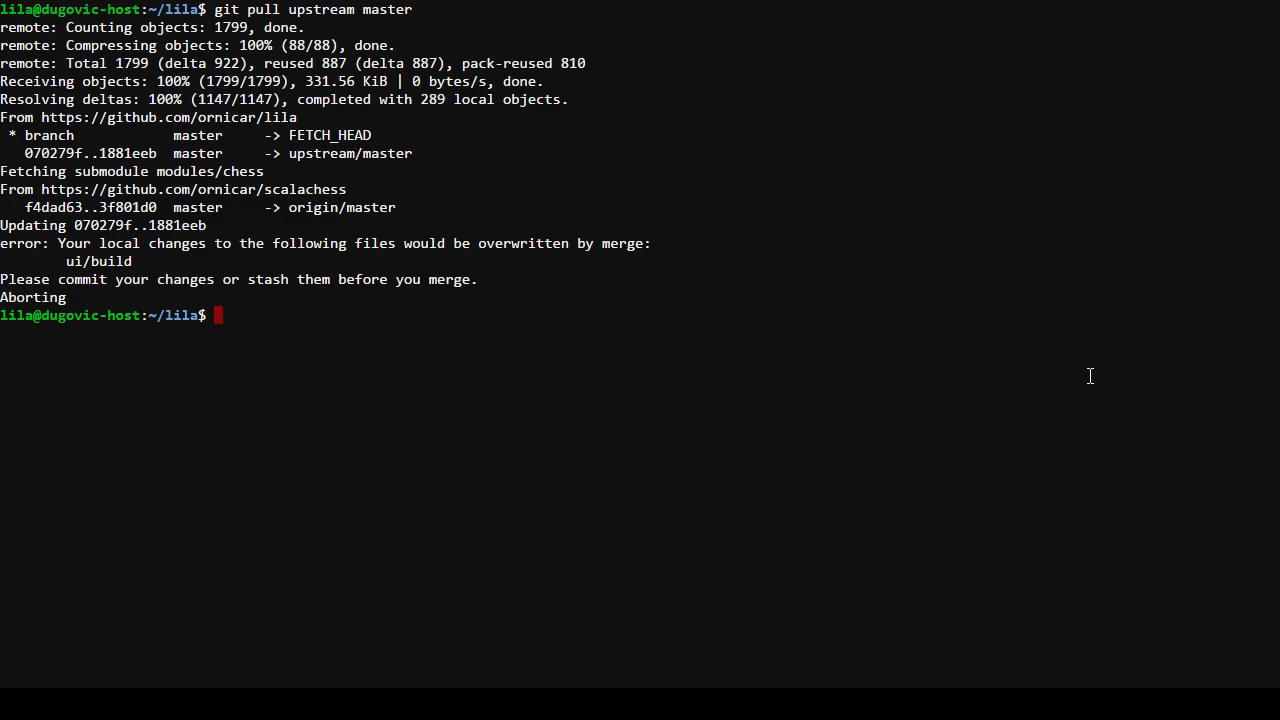 lila@dugovic-host:~/lila$ git pull upstream master
remote: Counting objects: 1799, done.
remote: Compressing objects: 100% (88/88), done.
remote: Total 1799 (delta 922), reused 887 (delta 887), pack-reused 810
Receiving objects: 100% (1799/1799), 331.56 KiB | 0 bytes/s, done.
Resolving deltas: 100% (1147/1147), completed with 289 local objects.
From https://github.com/ornicar/lila
 * branch            master     -> FETCH_HEAD
   070279f..1881eeb  master     -> upstream/master
Fetching submodule modules/chess
From https://github.com/ornicar/scalachess
   f4dad63..3f801d0  master     -> origin/master
Updating 070279f..1881eeb
error: Your local changes to the following files would be overwritten by merge:
        ui/build
Please commit your changes or stash them before you merge.
Aborting
lila@dugovic-host:~/lila$